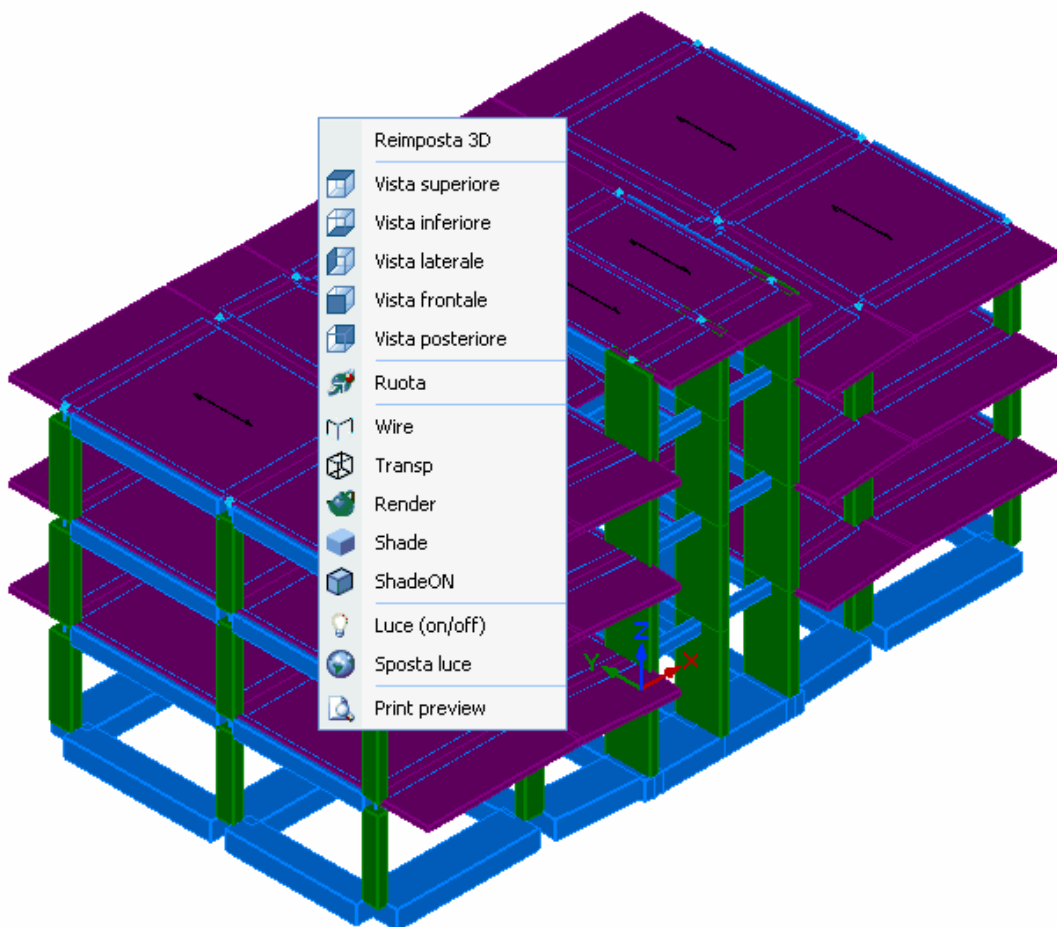 Reimposta 3D
Vista superiore
Vista inferiore
Vista laterale
Vista frontale
Vista posteriore
Ruota
Wire
Transp
Render
Shade
ShadeON
Luce (on/off)
Sposta luce
Print preview
Z
Y
X